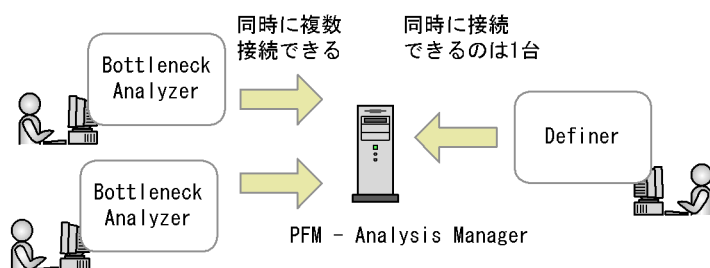 同時に複数
接続できる
同時に接続
できるのは1台
Bottleneck
Analyzer
Definer
Bottleneck
Analyzer
PFM - Analysis Manager